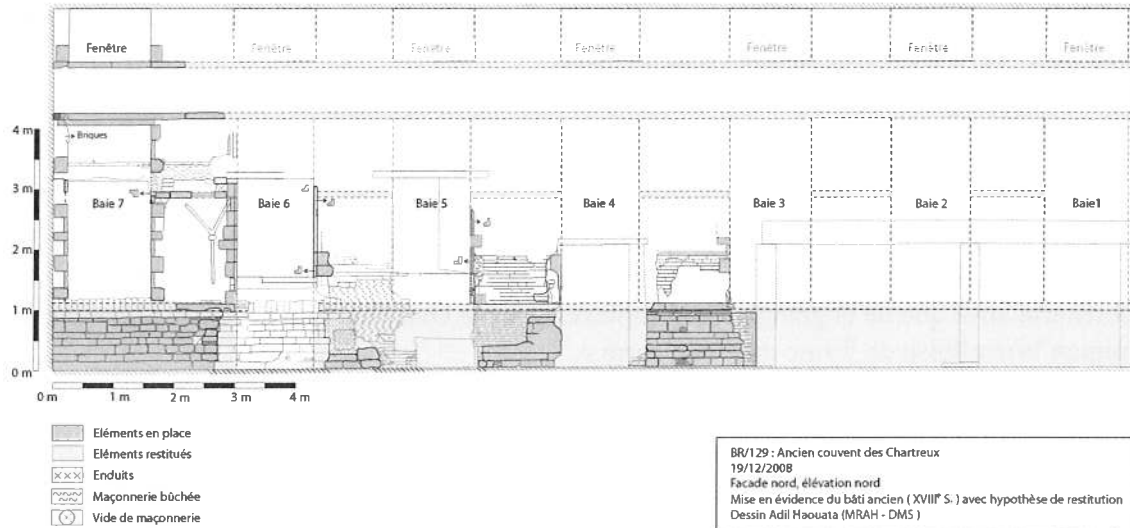 Fenêtre Fenêtre Fenêtre Fenêtre Fenêtre Fenêtre Fenêtre
4 m
Briques
3 m
Baie 7 Baie 6 Baie 5 Baie 4 Baie 3 Baie 2 Baie1
2 m
1 m
0 m
0 m 1 m 2 m 3 m 4 m
Eléments en place
Eléments restitués
Enduits
Maçonnerie bûchée
Vide de maçonnerie
BR/129 : Ancien couvent des Chartreux
19/12/2008
Facade nord, élévation nord
Mise en évidence du bâti ancien ( XVIIIᵉ S. ) avec hypothèse de restitution
Dessin Adil Haouata (MRAH - DMS )